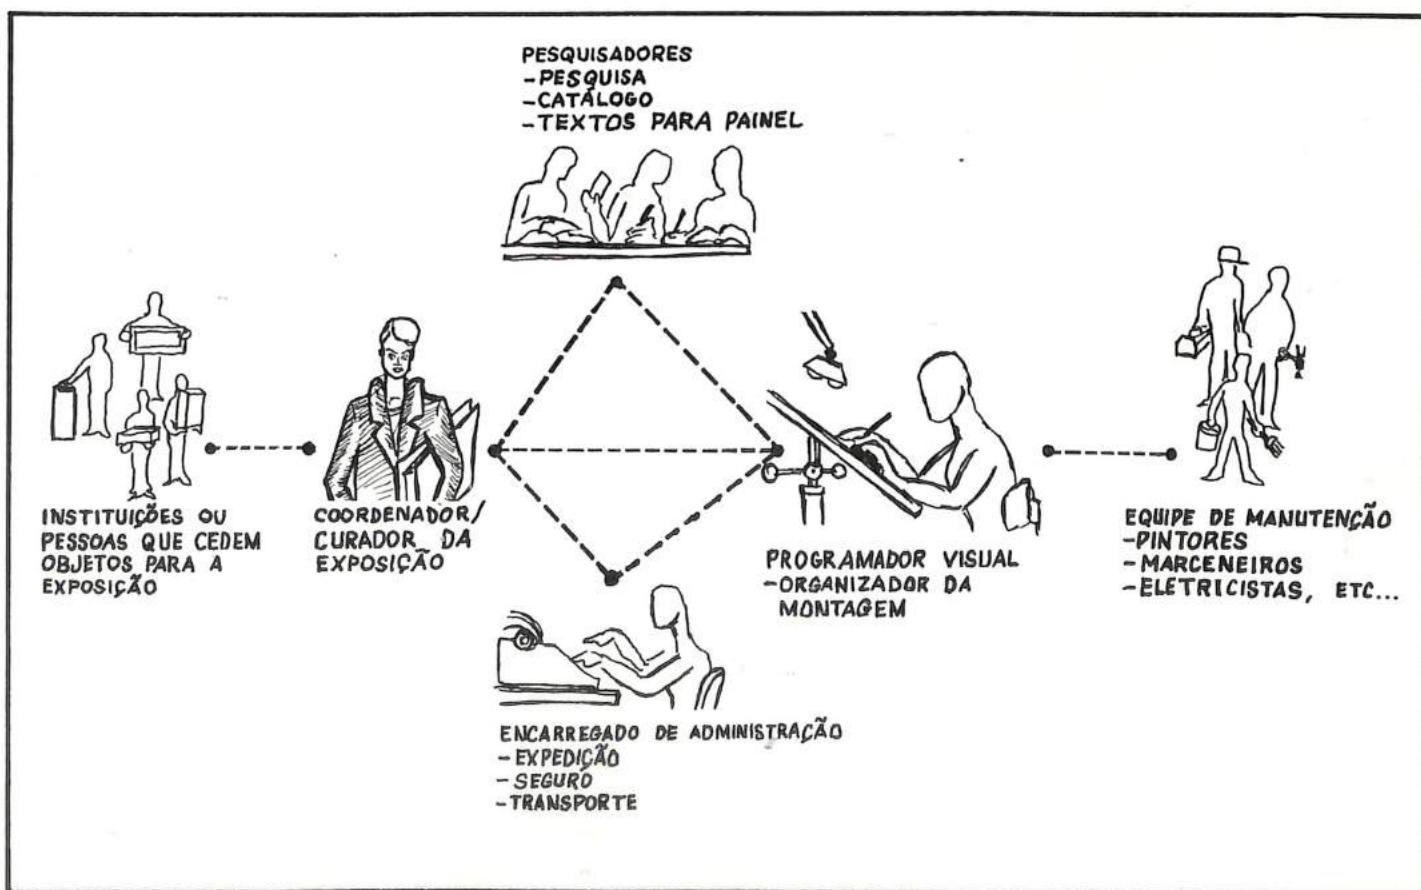 PESQUISADORES
-PESQUISA
-CATÁLOGO
-TEXTOS PARA PAINEL
INSTITUIÇÕES OU
PESSOAS QUE CEDEM
OBJETOS PARA A
EXPOSIÇÃO
COORDENADOR/
CURADOR DA
EXPOSIÇÃO
PROGRAMADOR VISUAL
-ORGANIZADOR DA
MONTAGEM
EQUIPE DE MANUTENÇÃO
-PINTORES
-MARCENEIROS
-ELETRICISTAS, ETC...
ENCARREGADO DE ADMINISTRAÇÃO
-EXPEDIÇÃO
-SEGURO
-TRANSPORTE